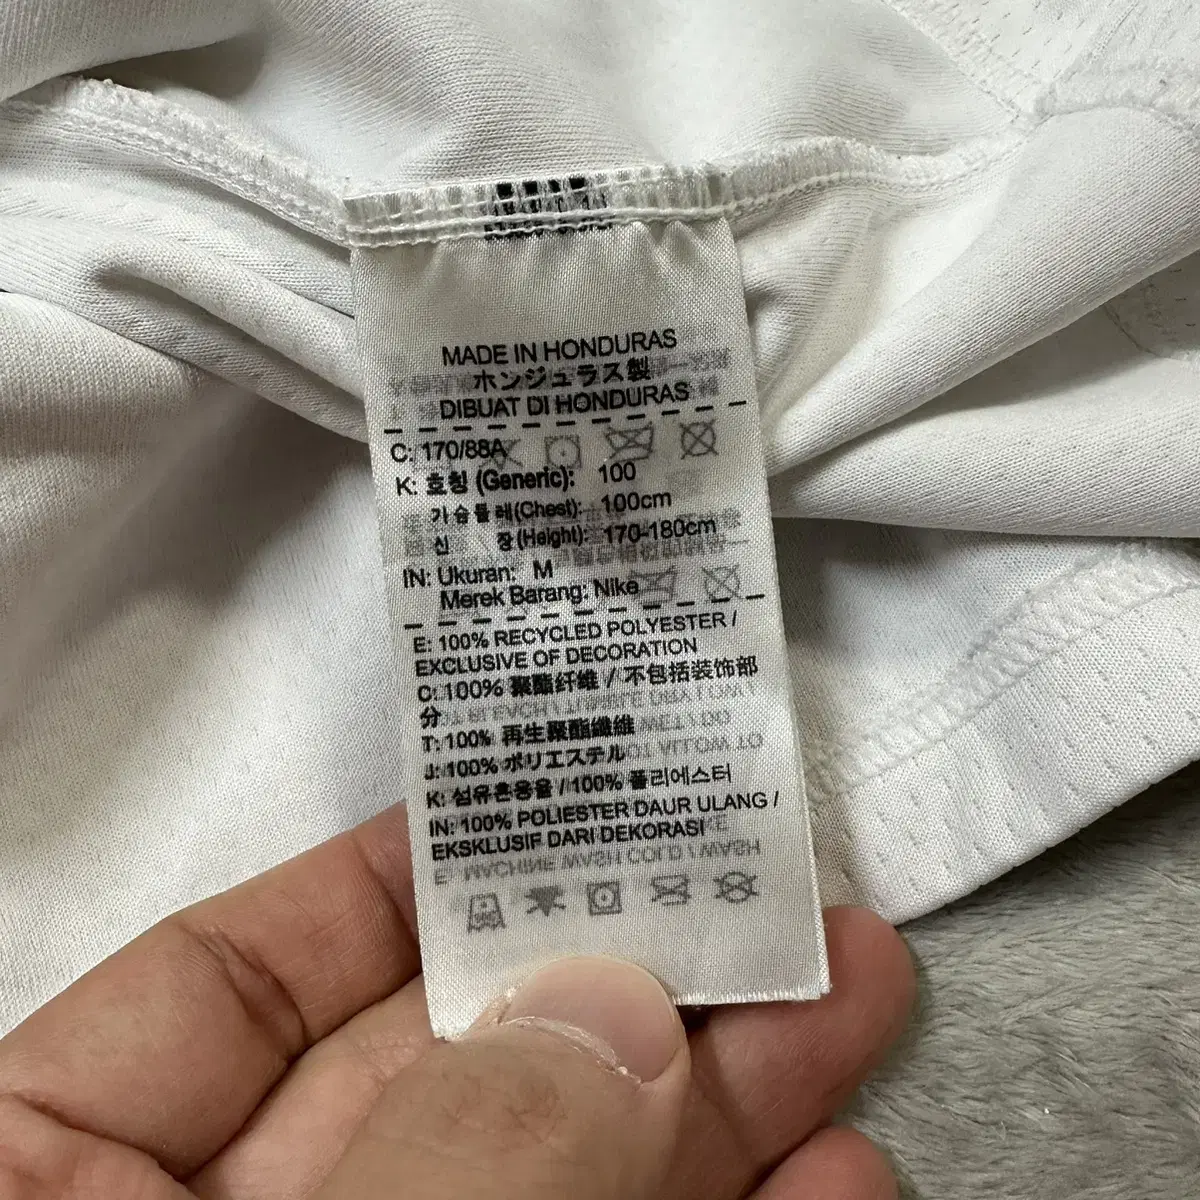 MADE IN HONDURAS
ホンジュラス製
DIBUAT DI HONDURAS
C: 170/88A
K: 호칭 (Generic): 100
가슴둘레(Chest): 100cm
신 장(Height): 170-180cm
IN: Ukuran: M
Merek Barang: Nike
E: 100% RECYCLED POLYESTER /
EXCLUSIVE OF DECORATION
C: 100% 聚酯纤维 / 不包括装饰部
分
T: 100% 再生聚酯纖維
J: 100% ポリエステル
K: 섬유혼용율 / 100% 폴리에스터
IN: 100% POLIESTER DAUR ULANG /
EKSKLUSIF DARI DEKORASI
E: MACHINE WASH COLD / WASH